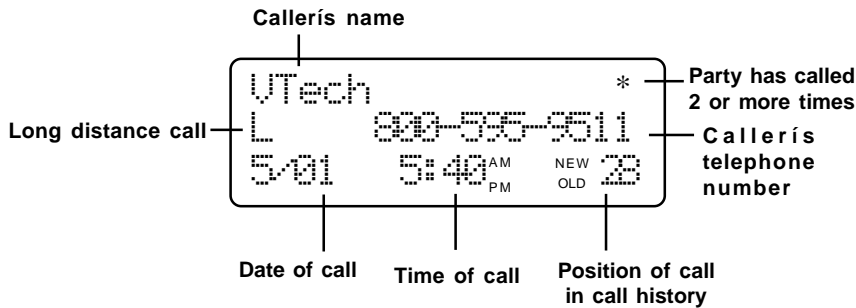 Callerís name
VTech *
Party has called
2 or more times
Long distance call
L 800-595-9511
Callerís
telephone
number
5/01 5:40 AM PM NEW OLD 28
Date of call
Time of call
Position of call
in call history